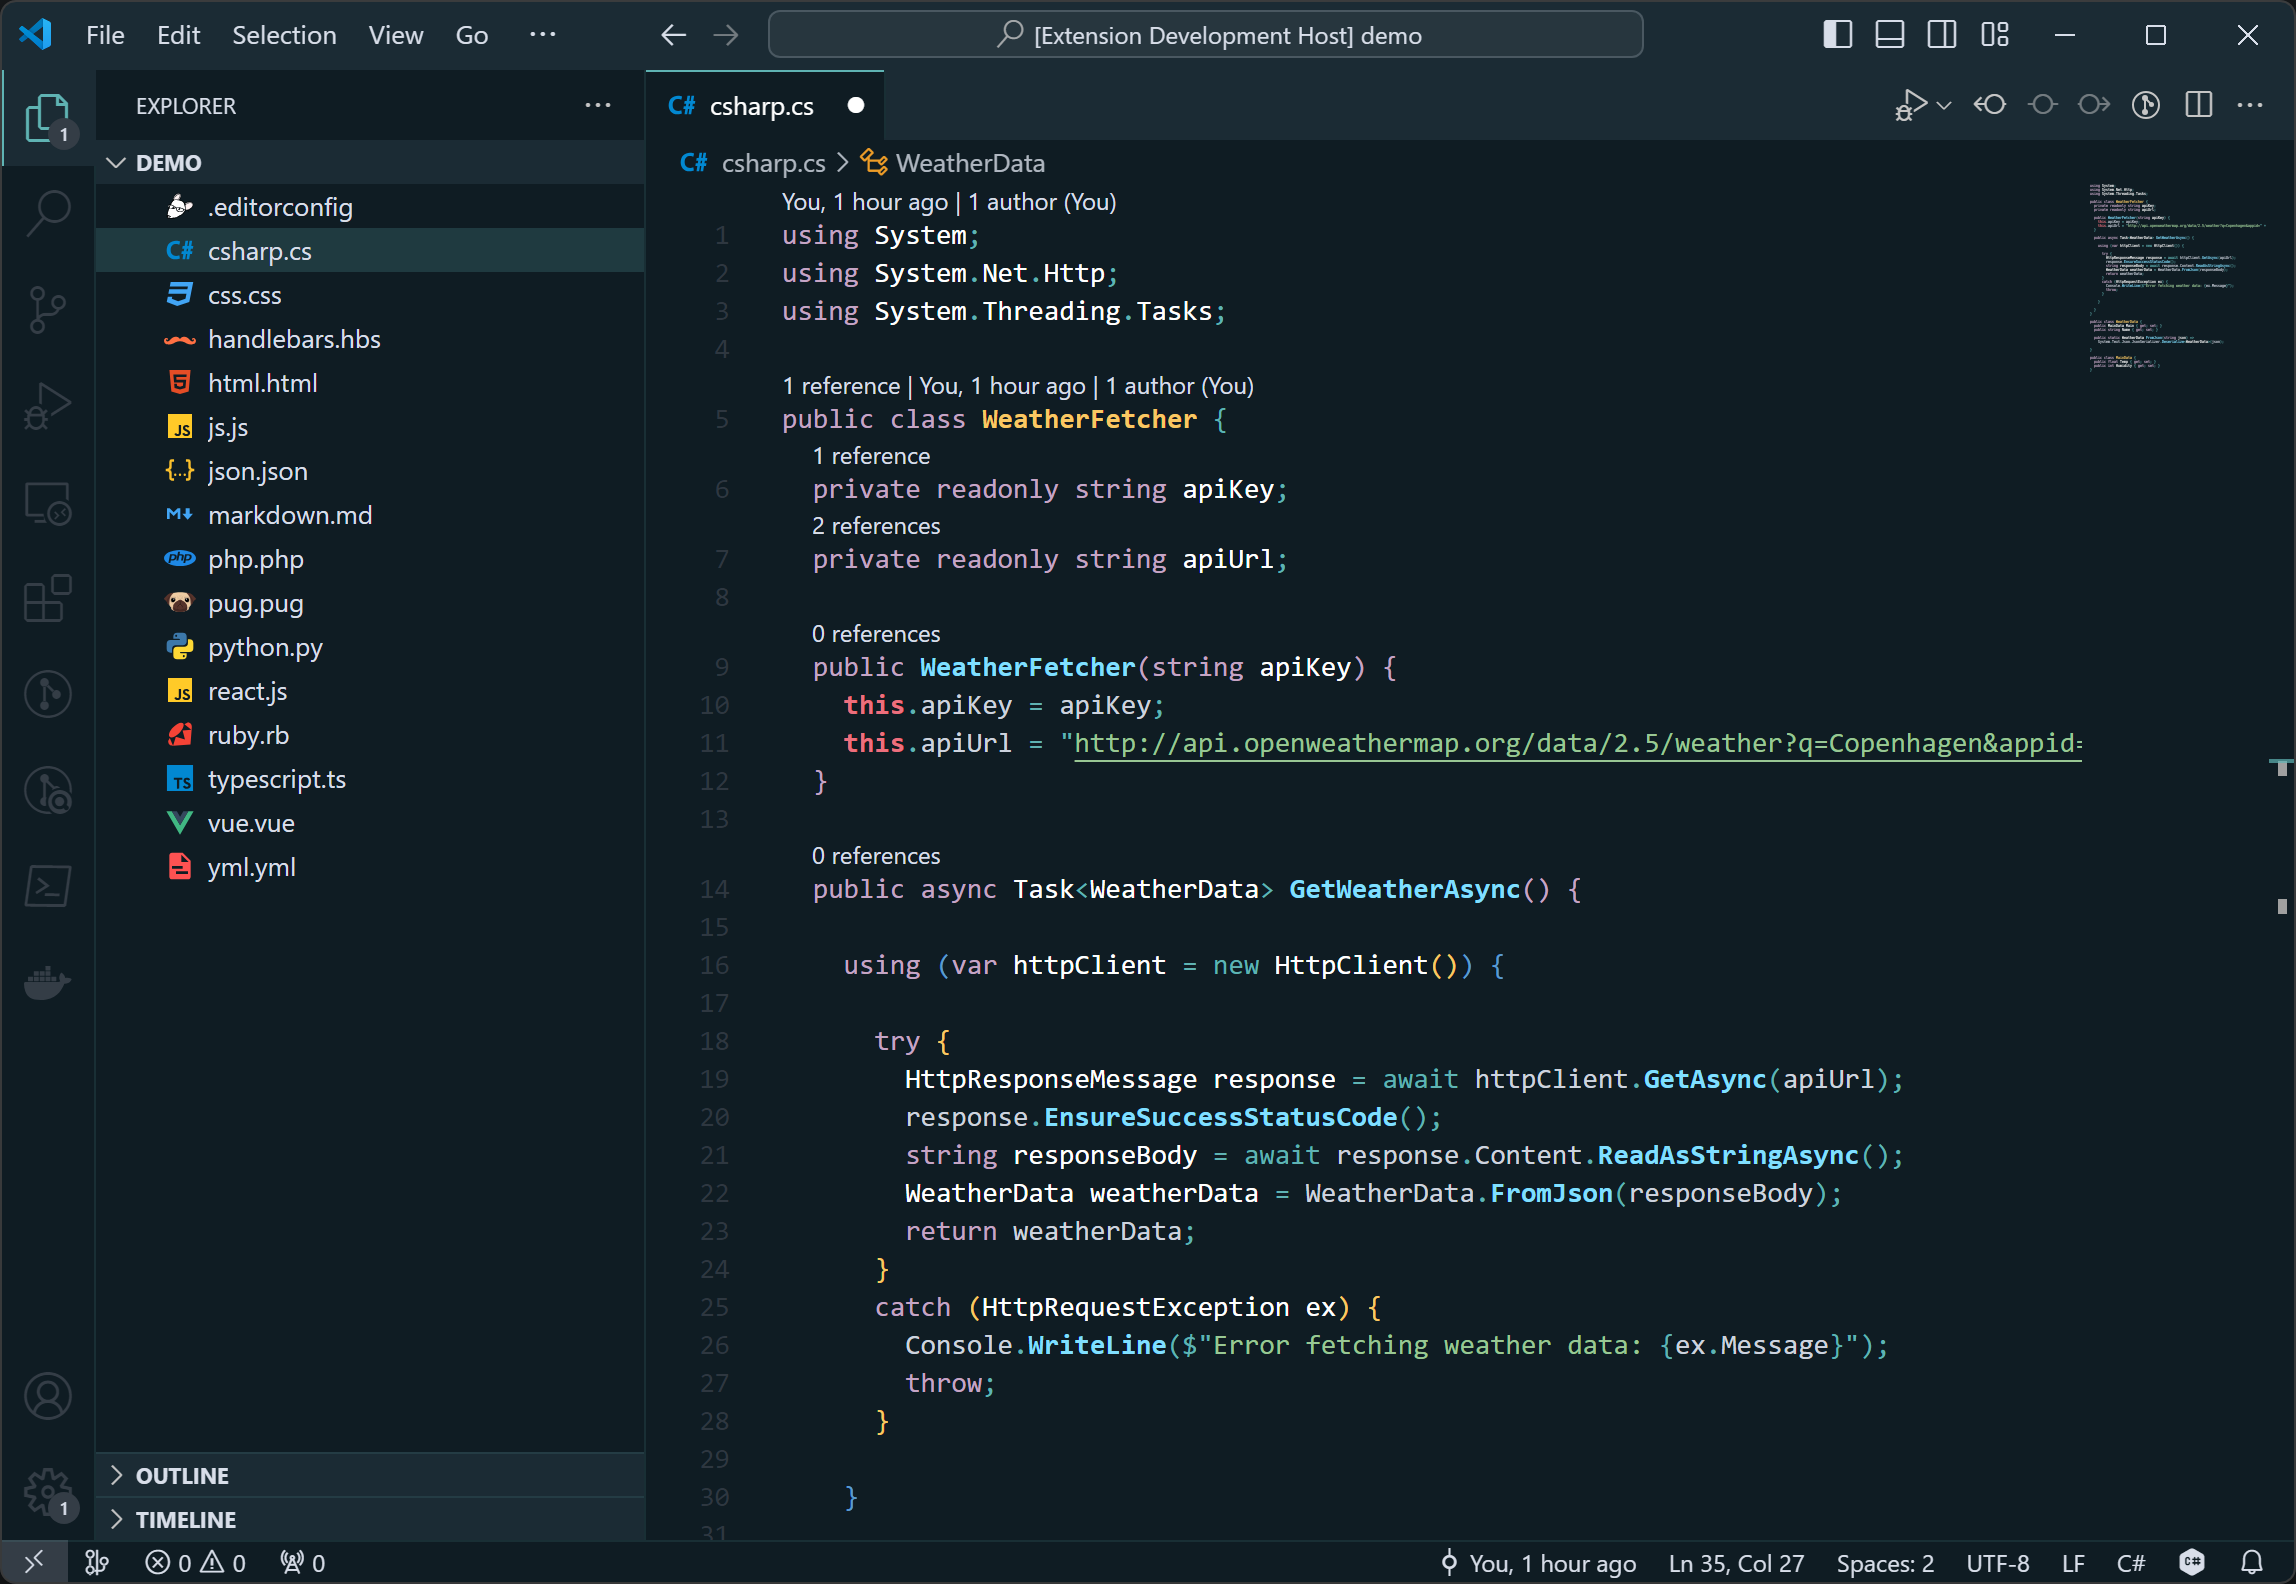 File Edit Selection View Go ···
[Extension Development Host] demo
EXPLORER ···
1
DEMO
.editorconfig
C# csharp.cs
css.css
handlebars.hbs
html.html
JS js.js
{..} json.json
M↓ markdown.md
php php.php
pug.pug
python.py
JS react.js
ruby.rb
TS typescript.ts
vue.vue
yml.yml
OUTLINE
TIMELINE
1
C# csharp.cs
C# csharp.cs > WeatherData
You, 1 hour ago | 1 author (You)
1 using System;
2 using System.Net.Http;
3 using System.Threading.Tasks;
4
1 reference | You, 1 hour ago | 1 author (You)
5 public class WeatherFetcher {
1 reference
6 private readonly string apiKey;
2 references
7 private readonly string apiUrl;
8
0 references
9 public WeatherFetcher(string apiKey) {
10 this.apiKey = apiKey;
11 this.apiUrl = "http://api.openweathermap.org/data/2.5/weather?q=Copenhagen&appid=
12 }
13
0 references
14 public async Task<WeatherData> GetWeatherAsync() {
15
16 using (var httpClient = new HttpClient()) {
17
18 try {
19 HttpResponseMessage response = await httpClient.GetAsync(apiUrl);
20 response.EnsureSuccessStatusCode();
21 string responseBody = await response.Content.ReadAsStringAsync();
22 WeatherData weatherData = WeatherData.FromJson(responseBody);
23 return weatherData;
24 }
25 catch (HttpRequestException ex) {
26 Console.WriteLine($"Error fetching weather data: {ex.Message}");
27 throw;
28 }
29
30 }
31
0 0 0
You, 1 hour ago Ln 35, Col 27 Spaces: 2 UTF-8 LF C# C#